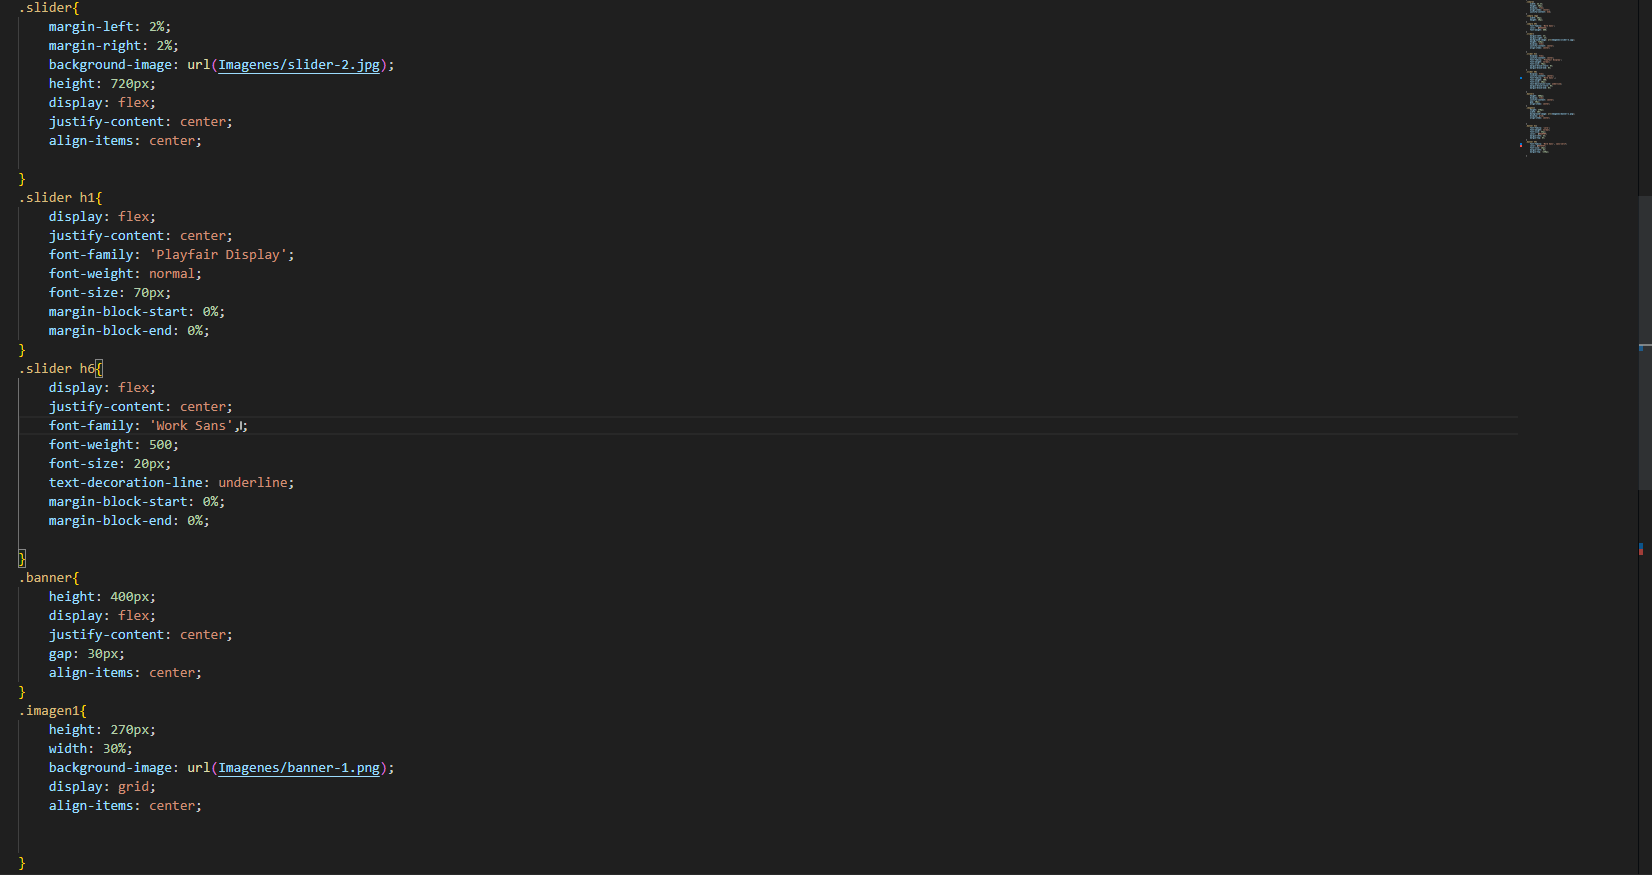 .slider{
    margin-left: 2%;
    margin-right: 2%;
    background-image: url(Imagenes/slider-2.jpg);
    height: 720px;
    display: flex;
    justify-content: center;
    align-items: center;
}
.slider h1{
    display: flex;
    justify-content: center;
    font-family: 'Playfair Display';
    font-weight: normal;
    font-size: 70px;
    margin-block-start: 0%;
    margin-block-end: 0%;
}
.slider h6{
    display: flex;
    justify-content: center;
    font-family: 'Work Sans',;
    font-weight: 500;
    font-size: 20px;
    text-decoration-line: underline;
    margin-block-start: 0%;
    margin-block-end: 0%;
}
.banner{
    height: 400px;
    display: flex;
    justify-content: center;
    gap: 30px;
    align-items: center;
}
.imagen1{
    height: 270px;
    width: 30%;
    background-image: url(Imagenes/banner-1.png);
    display: grid;
    align-items: center;
}